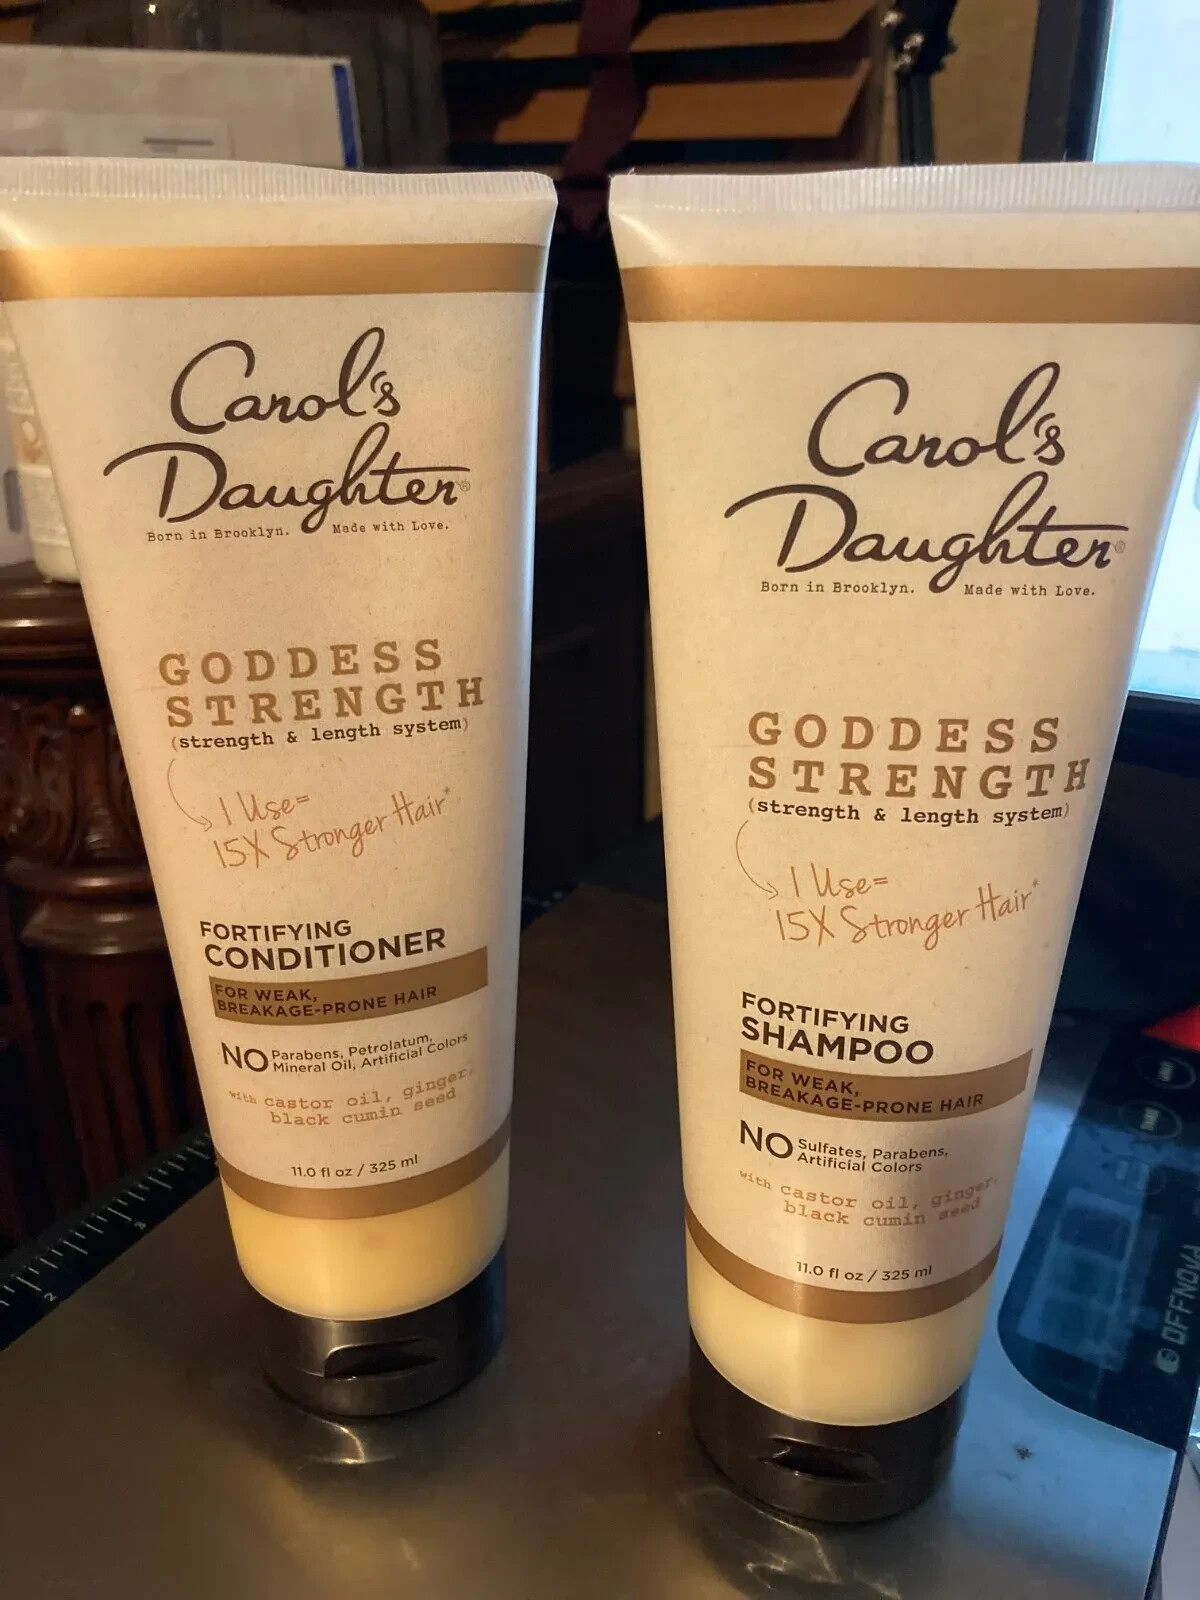 Carol's
Daughter®
Born in Brooklyn. Made with Love.
GODDESS
STRENGTH
(strength & length system)
1 Use=
15X Stronger Hair*
FORTIFYING
CONDITIONER
FOR WEAK,
BREAKAGE-PRONE HAIR
NO Parabens, Petrolatum,
Mineral Oil, Artificial Colors
with castor oil, ginger,
black cumin seed
11.0 fl oz / 325 ml
Carol's
Daughter®
Born in Brooklyn. Made with Love.
GODDESS
STRENGTH
(strength & length system)
1 Use=
15X Stronger Hair*
FORTIFYING
SHAMPOO
FOR WEAK,
BREAKAGE-PRONE HAIR
NO Sulfates, Parabens,
Artificial Colors
with castor oil, ginger,
black cumin seed
11.0 fl oz / 325 ml
2
3
TARE
OFFNOVA